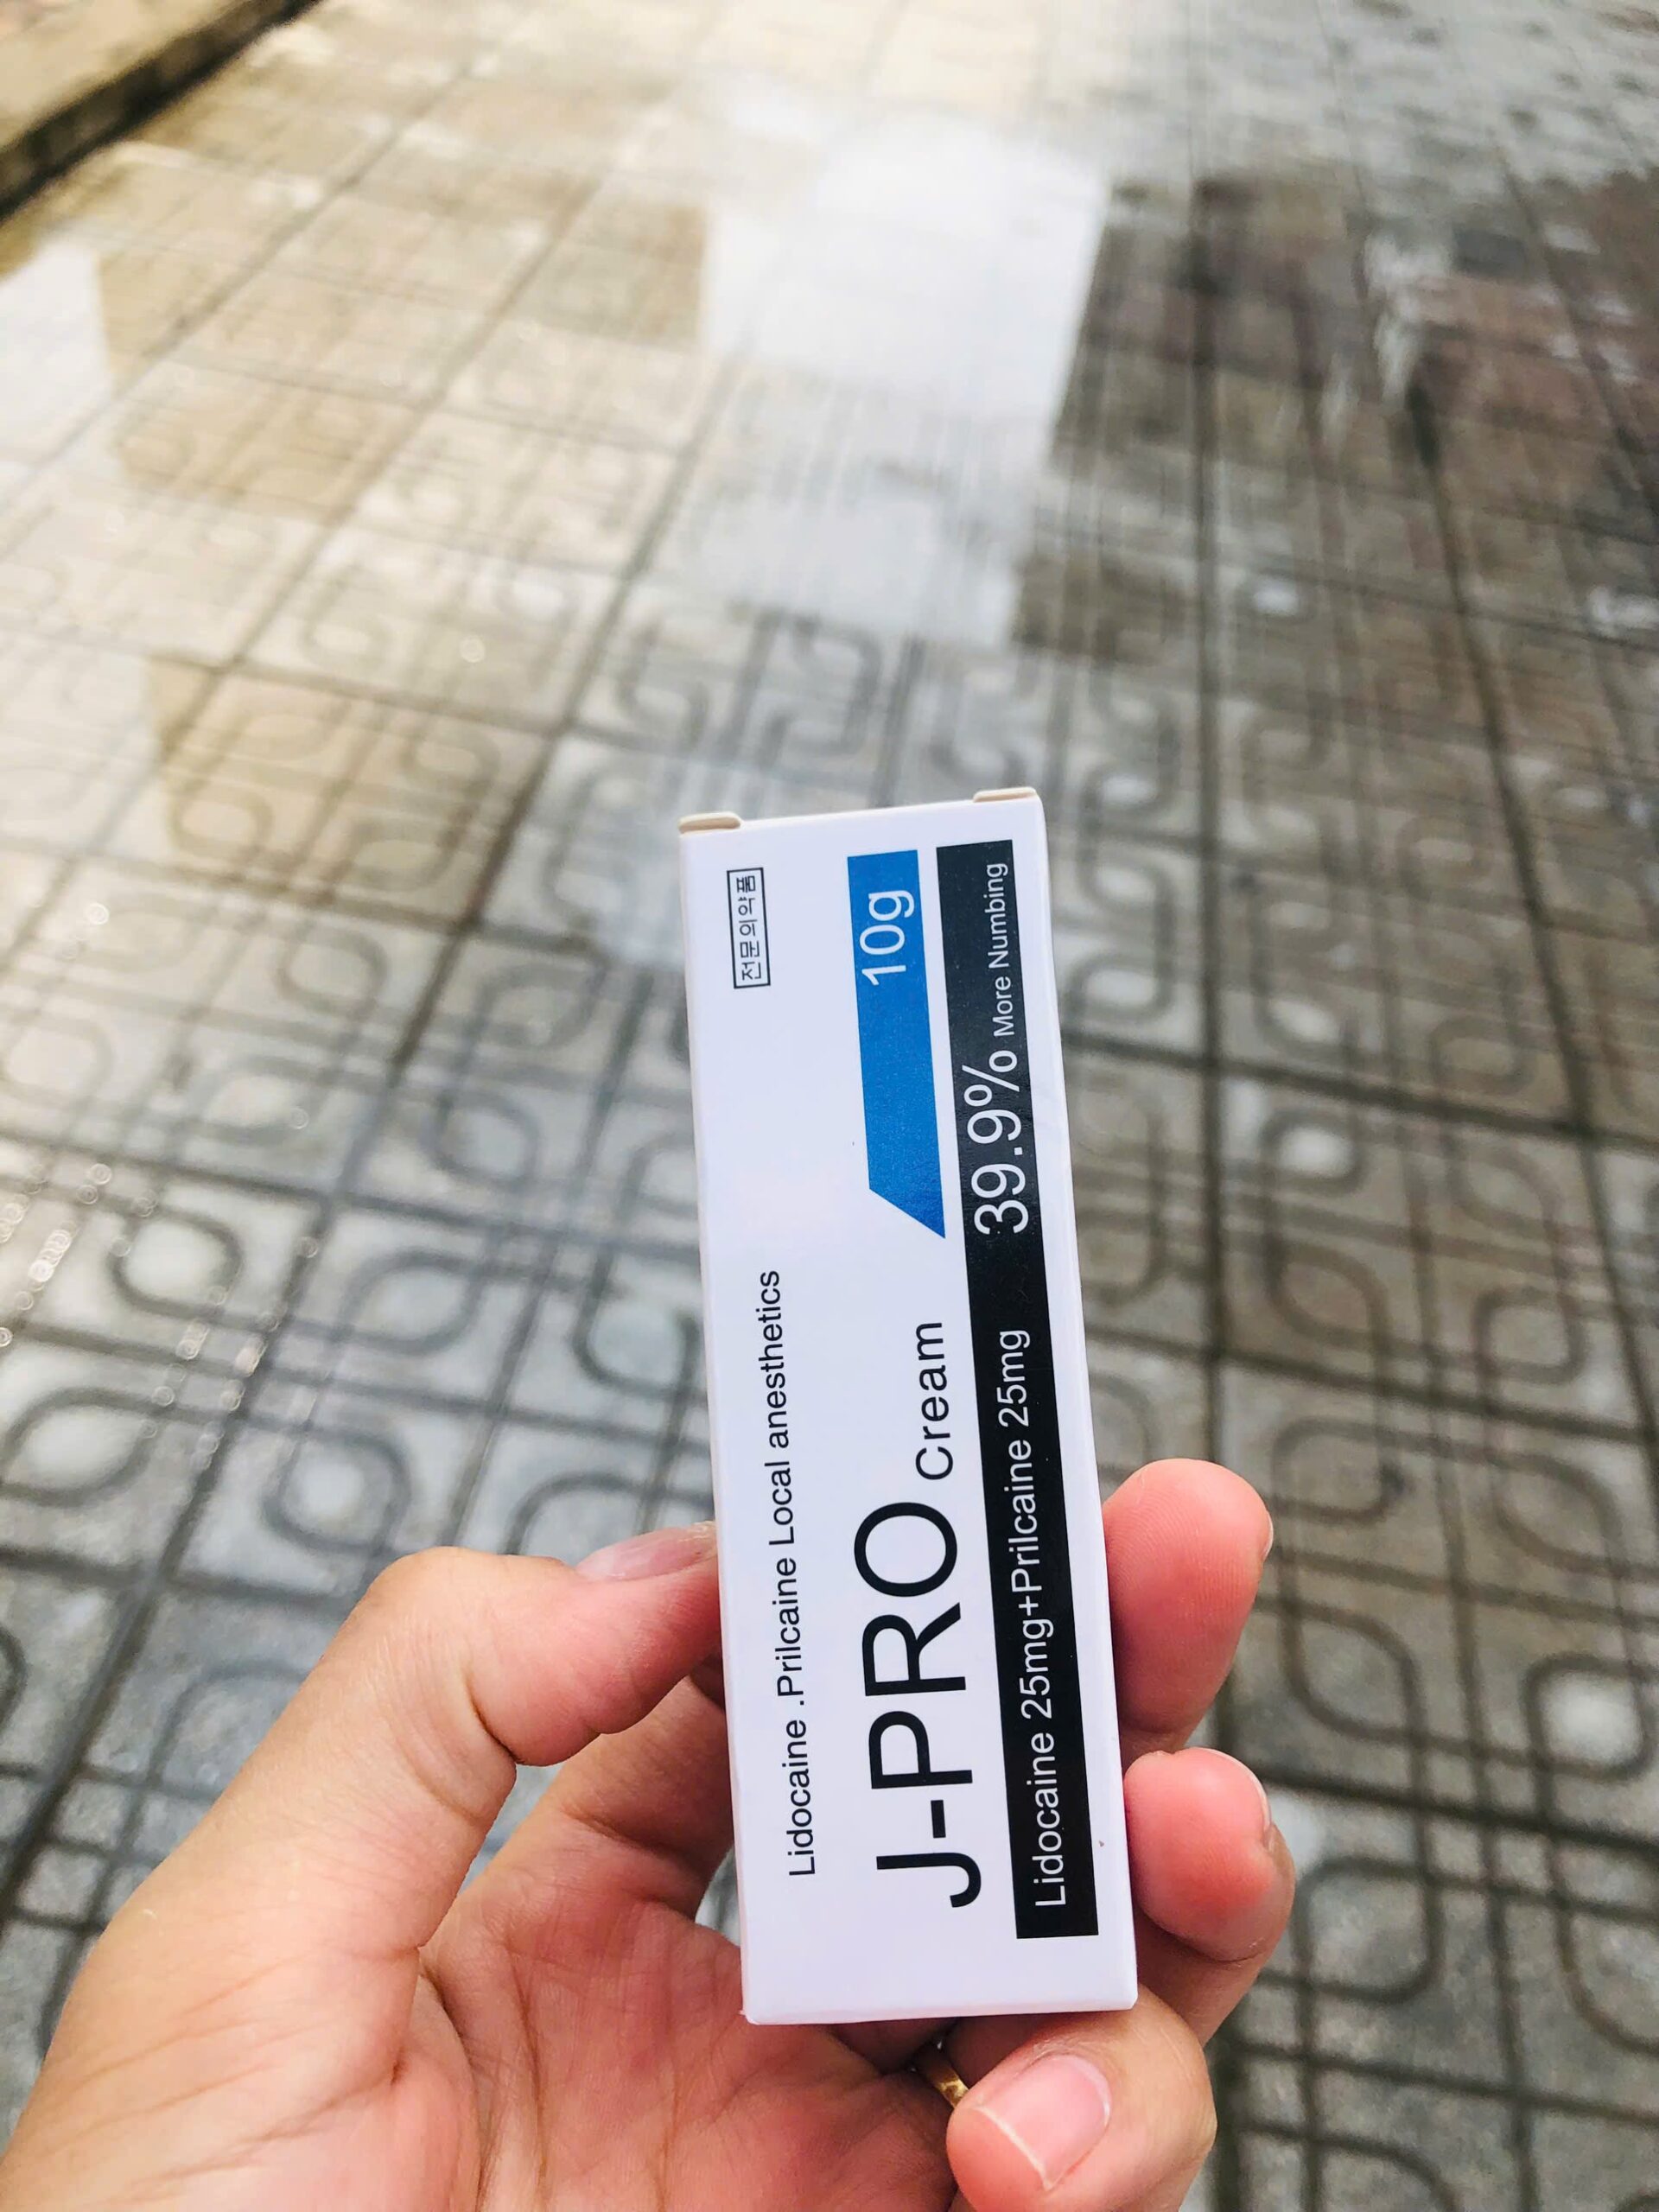 전문의약품
Lidocaine .Prilcaine Local anesthetics
J-PRO Cream 10g
Lidocaine 25mg+Prilcaine 25mg 39.9% More Numbing